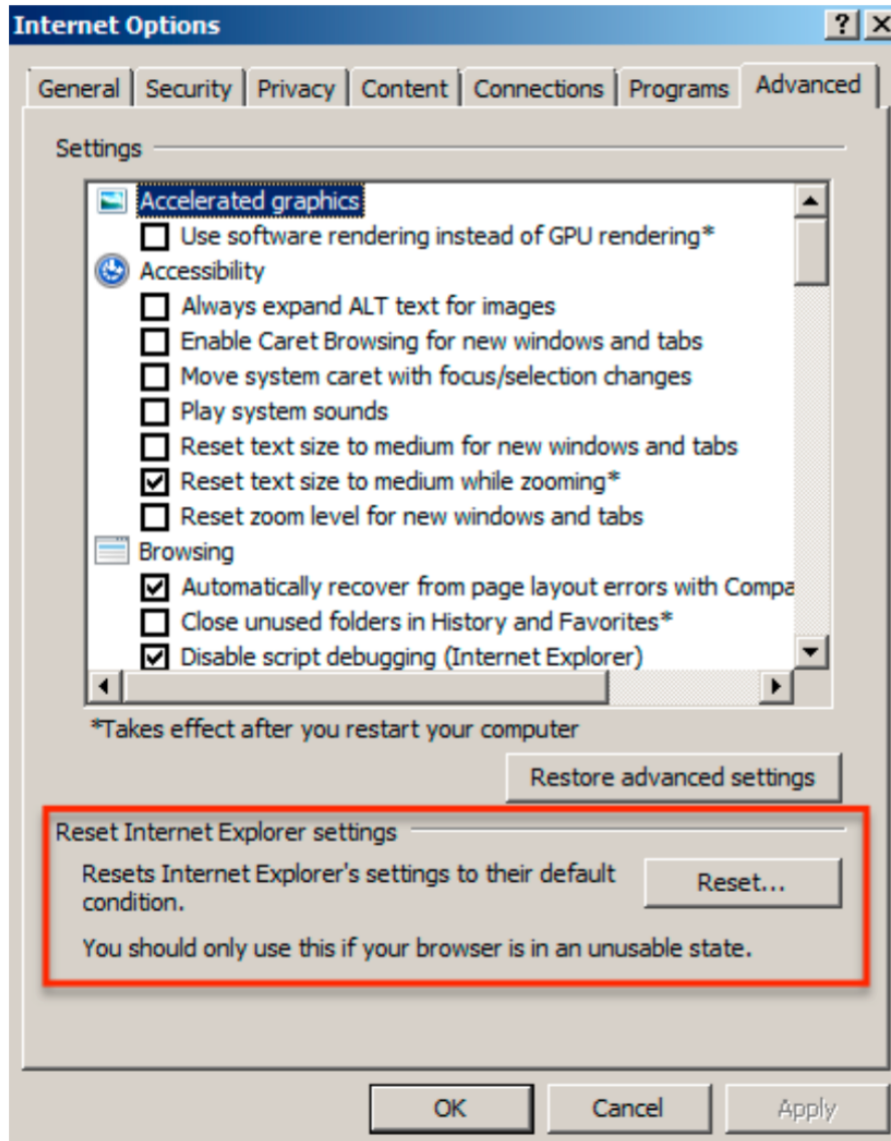 Internet Options
General Security Privacy Content Connections Programs Advanced
Settings
Accelerated graphics
Use software rendering instead of GPU rendering*
Accessibility
Always expand ALT text for images
Enable Caret Browsing for new windows and tabs
Move system caret with focus/selection changes
Play system sounds
Reset text size to medium for new windows and tabs
Reset text size to medium while zooming*
Reset zoom level for new windows and tabs
Browsing
Automatically recover from page layout errors with Compa
Close unused folders in History and Favorites*
Disable script debugging (Internet Explorer)
*Takes effect after you restart your computer
Restore advanced settings
Reset Internet Explorer settings
Resets Internet Explorer's settings to their default
condition.
Reset...
You should only use this if your browser is in an unusable state.
OK Cancel Apply